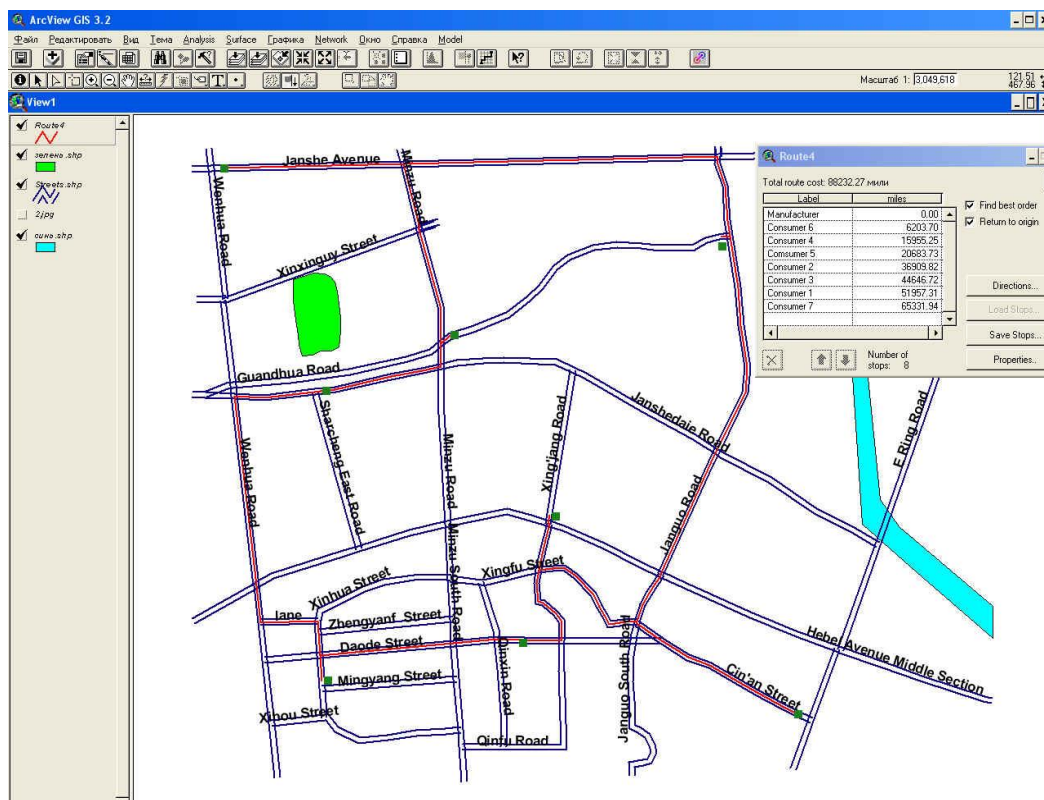 ArcView GIS 3.2
Файл Редактировать Вид Тема Analysis Surface Графика Network Окно Справка Model
Масштаб 1: 3,049,618
121.51
467.96
View1
Route4
зелень.shp
Streets.shp
2.jpg
синь.shp
Janshe Avenue
Minzu Road
Wenhua Road
Xinxinguy Street
Guandhua Road
Sharcheng East Road
Wenhua Road
Minzu Road
Xing'jang Road
Janshedaie Road
Janguo Road
E Ring Road
Minzu South Road
Xinhua Street
Xingfu Street
lane
Zhengyanf Street
Daode Street
Qinxin Road
Mingyang Street
Xibou Street
Qinfu Road
Janguo South Road
Cin'an Street
Hebei Avenue Middle Section
Route4
Total route cost: 88232.27 мили
Label miles
Manufacturer 0.00
Consumer 6 6203.70
Consumer 4 15955.25
Comsumer 5 20683.73
Consumer 2 36909.82
Consumer 3 44646.72
Consumer 1 51957.31
Consumer 7 65331.94
Find best order
Return to origin
Directions...
Load Stops...
Save Stops...
Properties..
Number of
stops: 8